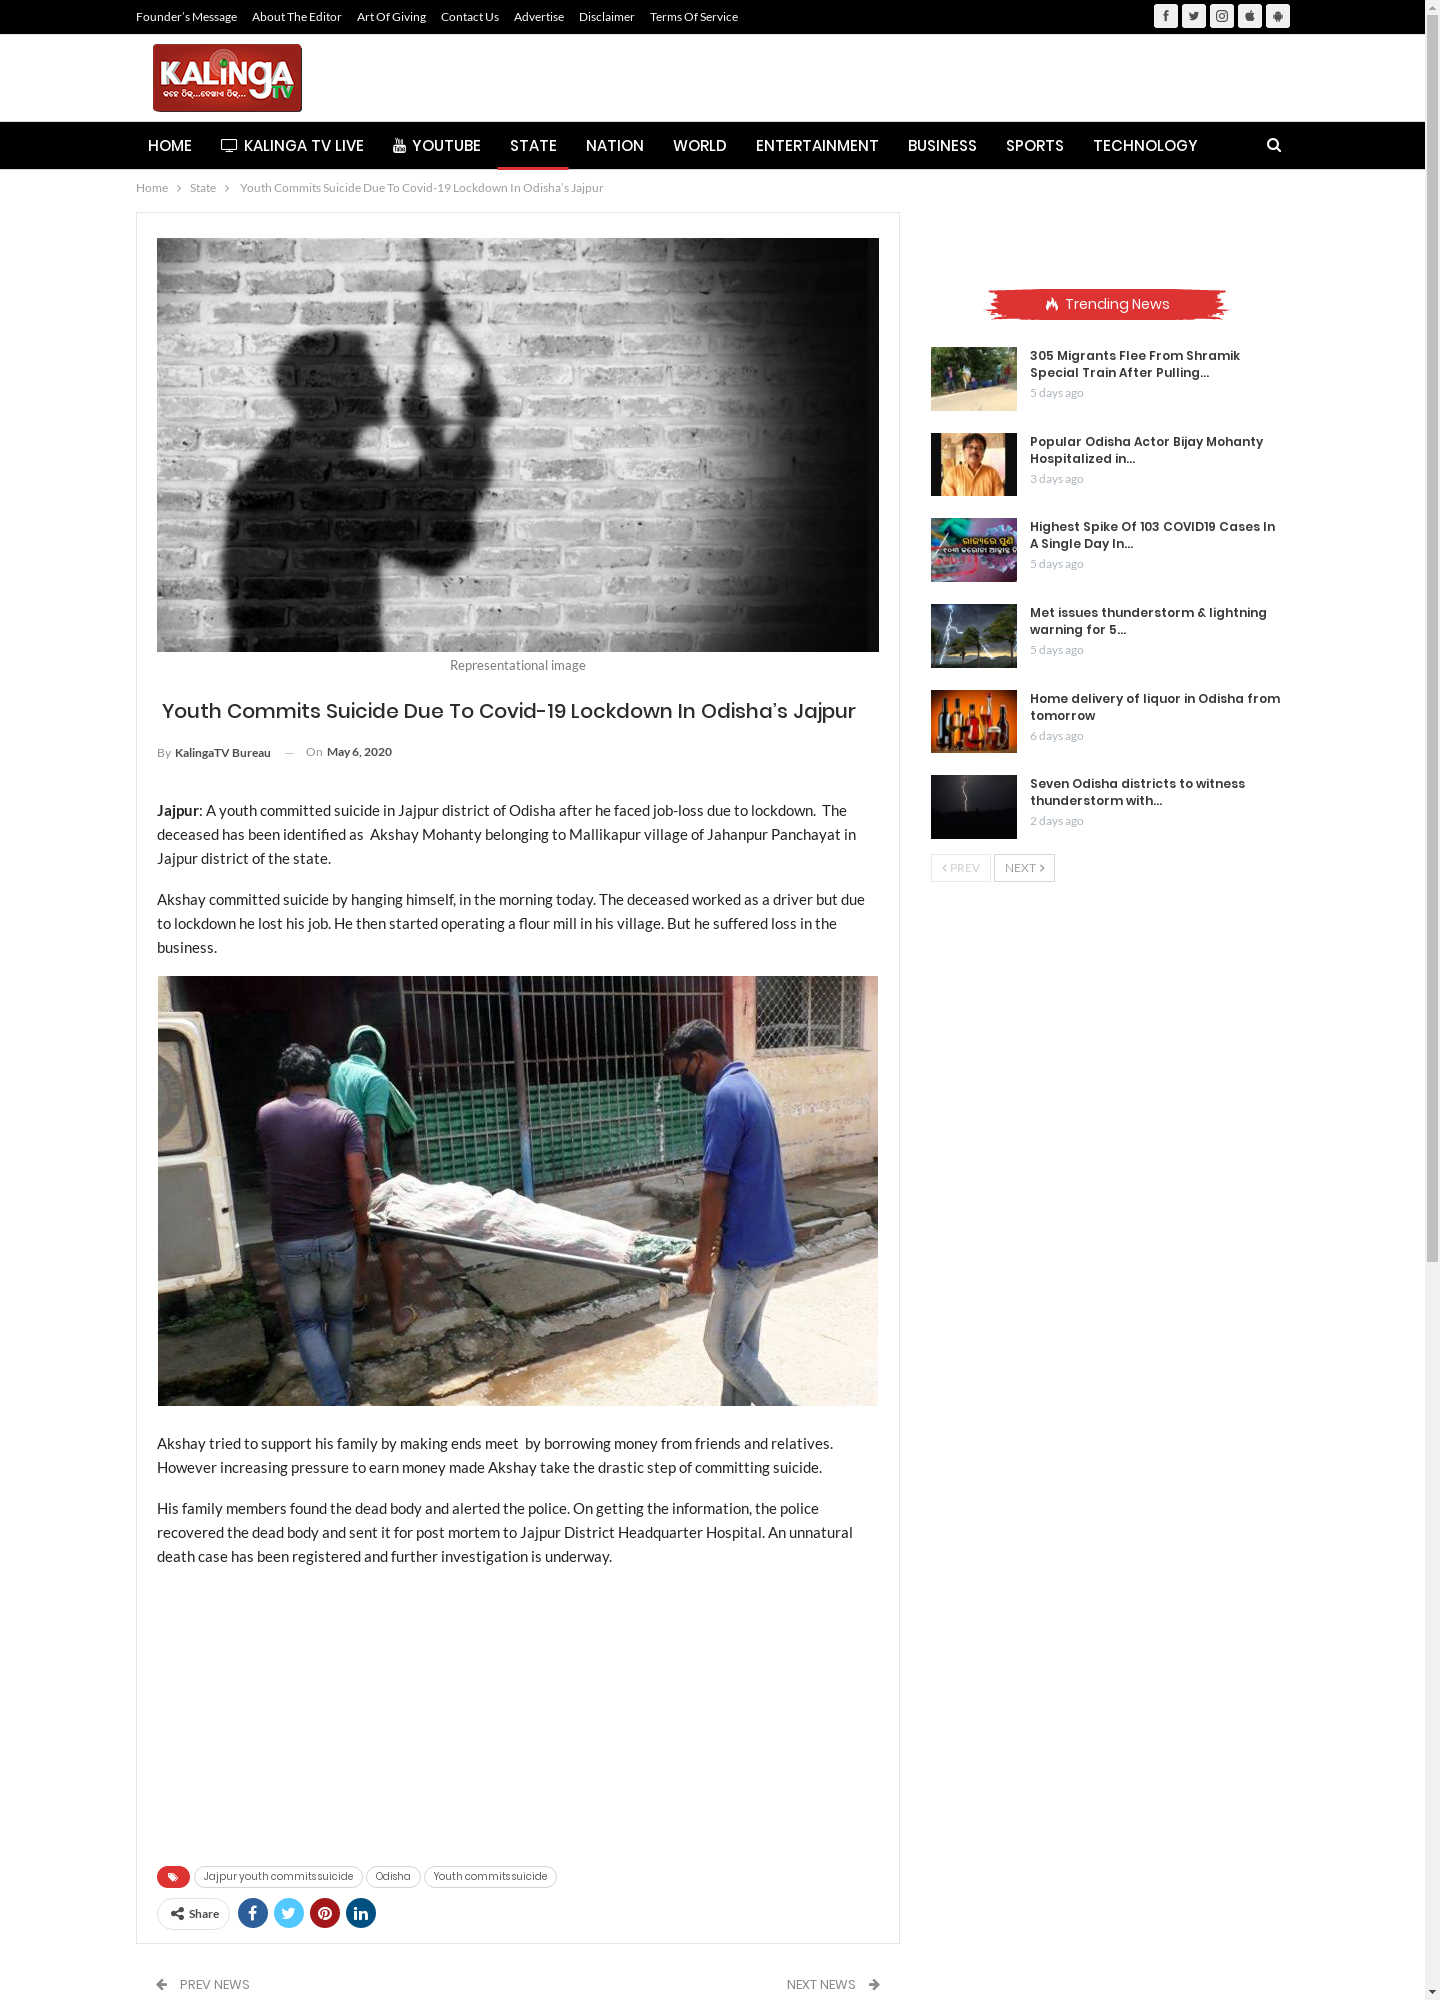 Founder's Message About The Editor Art Of Giving Contact Us Advertise Disclaimer Terms Of Service
KALINGA
TV
HOME KALINGA TV LIVE YOUTUBE STATE NATION WORLD ENTERTAINMENT BUSINESS SPORTS TECHNOLOGY
Home > State > Youth Commits Suicide Due To Covid-19 Lockdown In Odisha's Jajpur
Representational image
Youth Commits Suicide Due To Covid-19 Lockdown In Odisha's Jajpur
By KalingaTV Bureau — On May 6, 2020
Jajpur: A youth committed suicide in Jajpur district of Odisha after he faced job-loss due to lockdown. The
deceased has been identified as Akshay Mohanty belonging to Mallikapur village of Jahanpur Panchayat in
Jajpur district of the state.
Akshay committed suicide by hanging himself, in the morning today. The deceased worked as a driver but due
to lockdown he lost his job. He then started operating a flour mill in his village. But he suffered loss in the
business.
Akshay tried to support his family by making ends meet by borrowing money from friends and relatives.
However increasing pressure to earn money made Akshay take the drastic step of committing suicide.
His family members found the dead body and alerted the police. On getting the information, the police
recovered the dead body and sent it for post mortem to Jajpur District Headquarter Hospital. An unnatural
death case has been registered and further investigation is underway.
Jajpur youth commits suicide Odisha Youth commits suicide
Share
PREV NEWS NEXT NEWS
Trending News
305 Migrants Flee From Shramik
Special Train After Pulling...
5 days ago
Popular Odisha Actor Bijay Mohanty
Hospitalized in...
3 days ago
Highest Spike Of 103 COVID19 Cases In
A Single Day In...
5 days ago
Met issues thunderstorm & lightning
warning for 5...
5 days ago
Home delivery of liquor in Odisha from
tomorrow
6 days ago
Seven Odisha districts to witness
thunderstorm with...
2 days ago
PREV NEXT